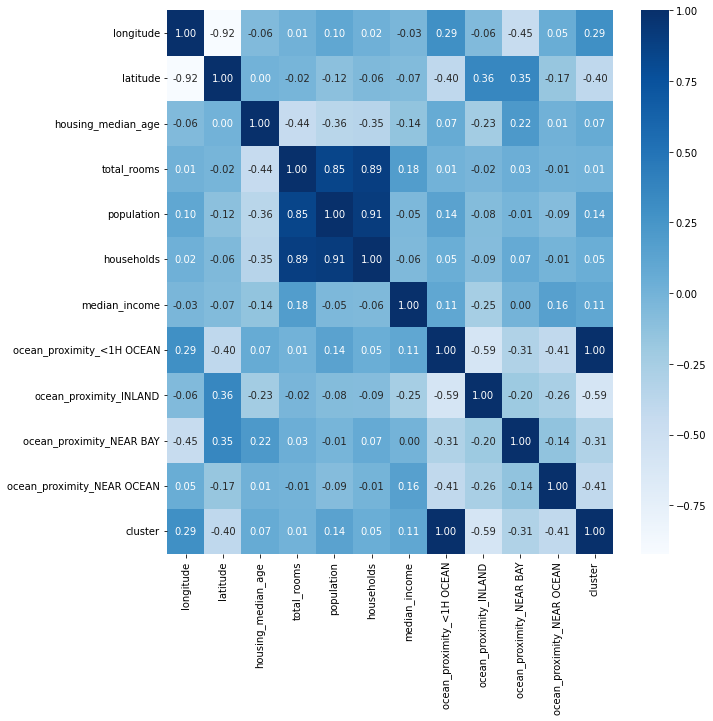 longitude 1.00 -0.92 -0.06 0.01 0.10 0.02 -0.03 0.29 -0.06 -0.45 0.05 0.29
latitude -0.92 1.00 0.00 -0.02 -0.12 -0.06 -0.07 -0.40 0.36 0.35 -0.17 -0.40
housing_median_age -0.06 0.00 1.00 -0.44 -0.36 -0.35 -0.14 0.07 -0.23 0.22 0.01 0.07
total_rooms 0.01 -0.02 -0.44 1.00 0.85 0.89 0.18 0.01 -0.02 0.03 -0.01 0.01
population 0.10 -0.12 -0.36 0.85 1.00 0.91 -0.05 0.14 -0.08 -0.01 -0.09 0.14
households 0.02 -0.06 -0.35 0.89 0.91 1.00 -0.06 0.05 -0.09 0.07 -0.01 0.05
median_income -0.03 -0.07 -0.14 0.18 -0.05 -0.06 1.00 0.11 -0.25 0.00 0.16 0.11
ocean_proximity_<1H OCEAN 0.29 -0.40 0.07 0.01 0.14 0.05 0.11 1.00 -0.59 -0.31 -0.41 1.00
ocean_proximity_INLAND -0.06 0.36 -0.23 -0.02 -0.08 -0.09 -0.25 -0.59 1.00 -0.20 -0.26 -0.59
ocean_proximity_NEAR BAY -0.45 0.35 0.22 0.03 -0.01 0.07 0.00 -0.31 -0.20 1.00 -0.14 -0.31
ocean_proximity_NEAR OCEAN 0.05 -0.17 0.01 -0.01 -0.09 -0.01 0.16 -0.41 -0.26 -0.14 1.00 -0.41
cluster 0.29 -0.40 0.07 0.01 0.14 0.05 0.11 1.00 -0.59 -0.31 -0.41 1.00
longitude
latitude
housing_median_age
total_rooms
population
households
median_income
ocean_proximity_<1H OCEAN
ocean_proximity_INLAND
ocean_proximity_NEAR BAY
ocean_proximity_NEAR OCEAN
cluster
1.00
0.75
0.50
0.25
0.00
−0.25
−0.50
−0.75